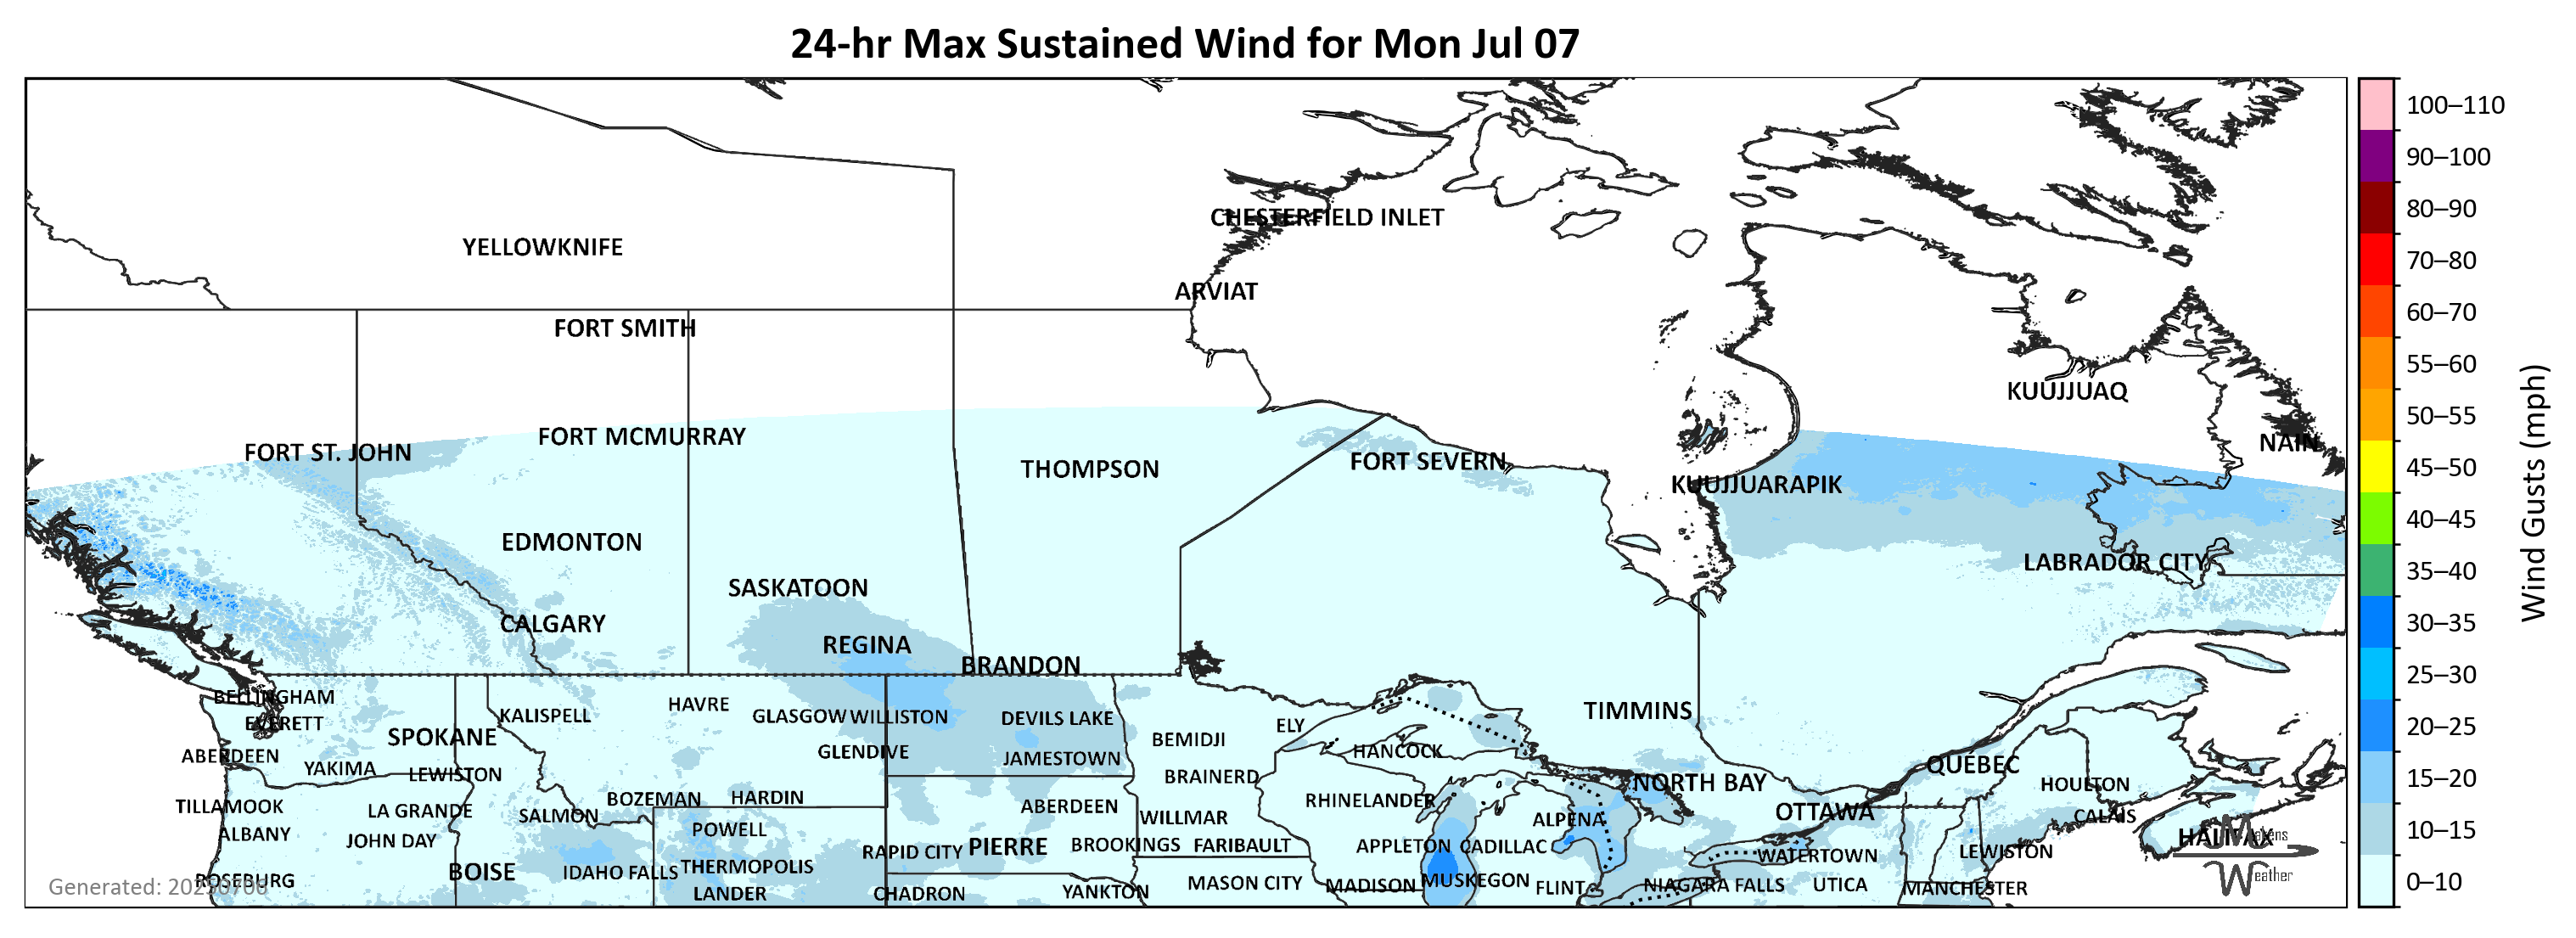 24-hr Max Sustained Wind for Mon Jul 07
100–110
90–100
80–90
70–80
60–70
55–60
50–55
45–50
40–45
35–40
30–35
25–30
20–25
15–20
10–15
0–10
Wind Gusts (mph)
CHESTERFIELD INLET
YELLOWKNIFE
ARVIAT
FORT SMITH
KUUJJUAQ
FORT MCMURRAY
NAIN
FORT ST. JOHN
FORT SEVERN
THOMPSON
KUUJJUARAPIK
EDMONTON
LABRADOR CITY
SASKATOON
CALGARY
REGINA
BRANDON
BELLINGHAM
HAVRE
TIMMINS
KALISPELL
GLASGOW
WILLISTON
DEVILS LAKE
EVERETT
ELY
SPOKANE
BEMIDJI
HANCOCK
GLENDIVE
ABERDEEN
JAMESTOWN
QUÉBEC
YAKIMA
LEWISTON
BRAINERD
NORTH BAY
HOULTON
BOZEMAN
HARDIN
RHINELANDER
TILLAMOOK
ABERDEEN
LA GRANDE
OTTAWA
SALMON
CALAIS
WILLMAR
ALPENA
POWELL
ALBANY
HALIFAX
Makens
Weather
JOHN DAY
BROOKINGS
FARIBAULT
APPLETON
CADILLAC
PIERRE
RAPID CITY
LEWISTON
WATERTOWN
THERMOPOLIS
BOISE
IDAHO FALLS
ROSEBURG
MUSKEGON
MASON CITY
MADISON
FLINT
NIAGARA FALLS
UTICA
MANCHESTER
Generated: 20250706
LANDER
CHADRON
YANKTON